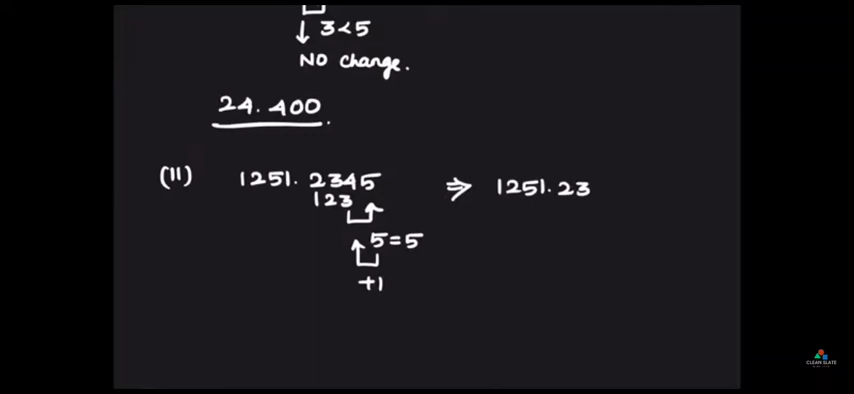 ↓ 3<5
No change.
24.400
(11) 1251.2345 ⇒ 1251.23
123
5=5
+1
CLEAN SLATE